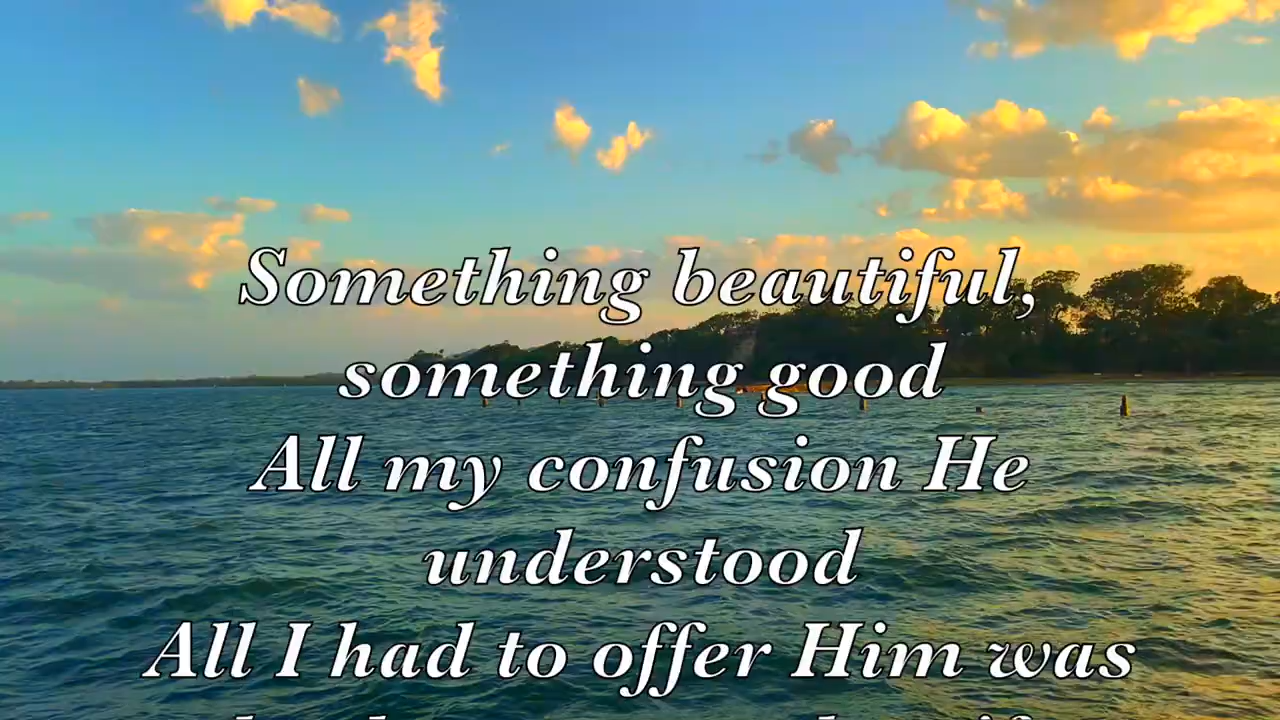 Something beautiful,
something good
All my confusion He
understood
All I had to offer Him was